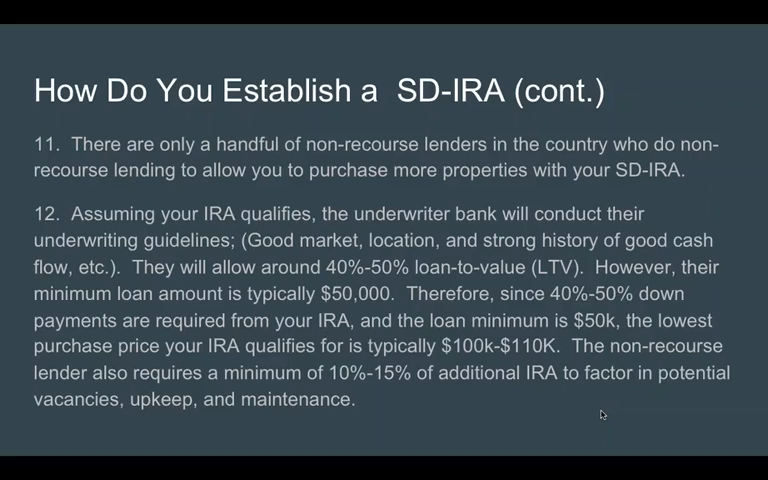 How Do You Establish a  SD-IRA (cont.)
11.  There are only a handful of non-recourse lenders in the country who do non-
recourse lending to allow you to purchase more properties with your SD-IRA.
12.  Assuming your IRA qualifies, the underwriter bank will conduct their
underwriting guidelines; (Good market, location, and strong history of good cash
flow, etc.).  They will allow around 40%-50% loan-to-value (LTV).  However, their
minimum loan amount is typically $50,000.  Therefore, since 40%-50% down
payments are required from your IRA, and the loan minimum is $50k, the lowest
purchase price your IRA qualifies for is typically $100k-$110K.  The non-recourse
lender also requires a minimum of 10%-15% of additional IRA to factor in potential
vacancies, upkeep, and maintenance.